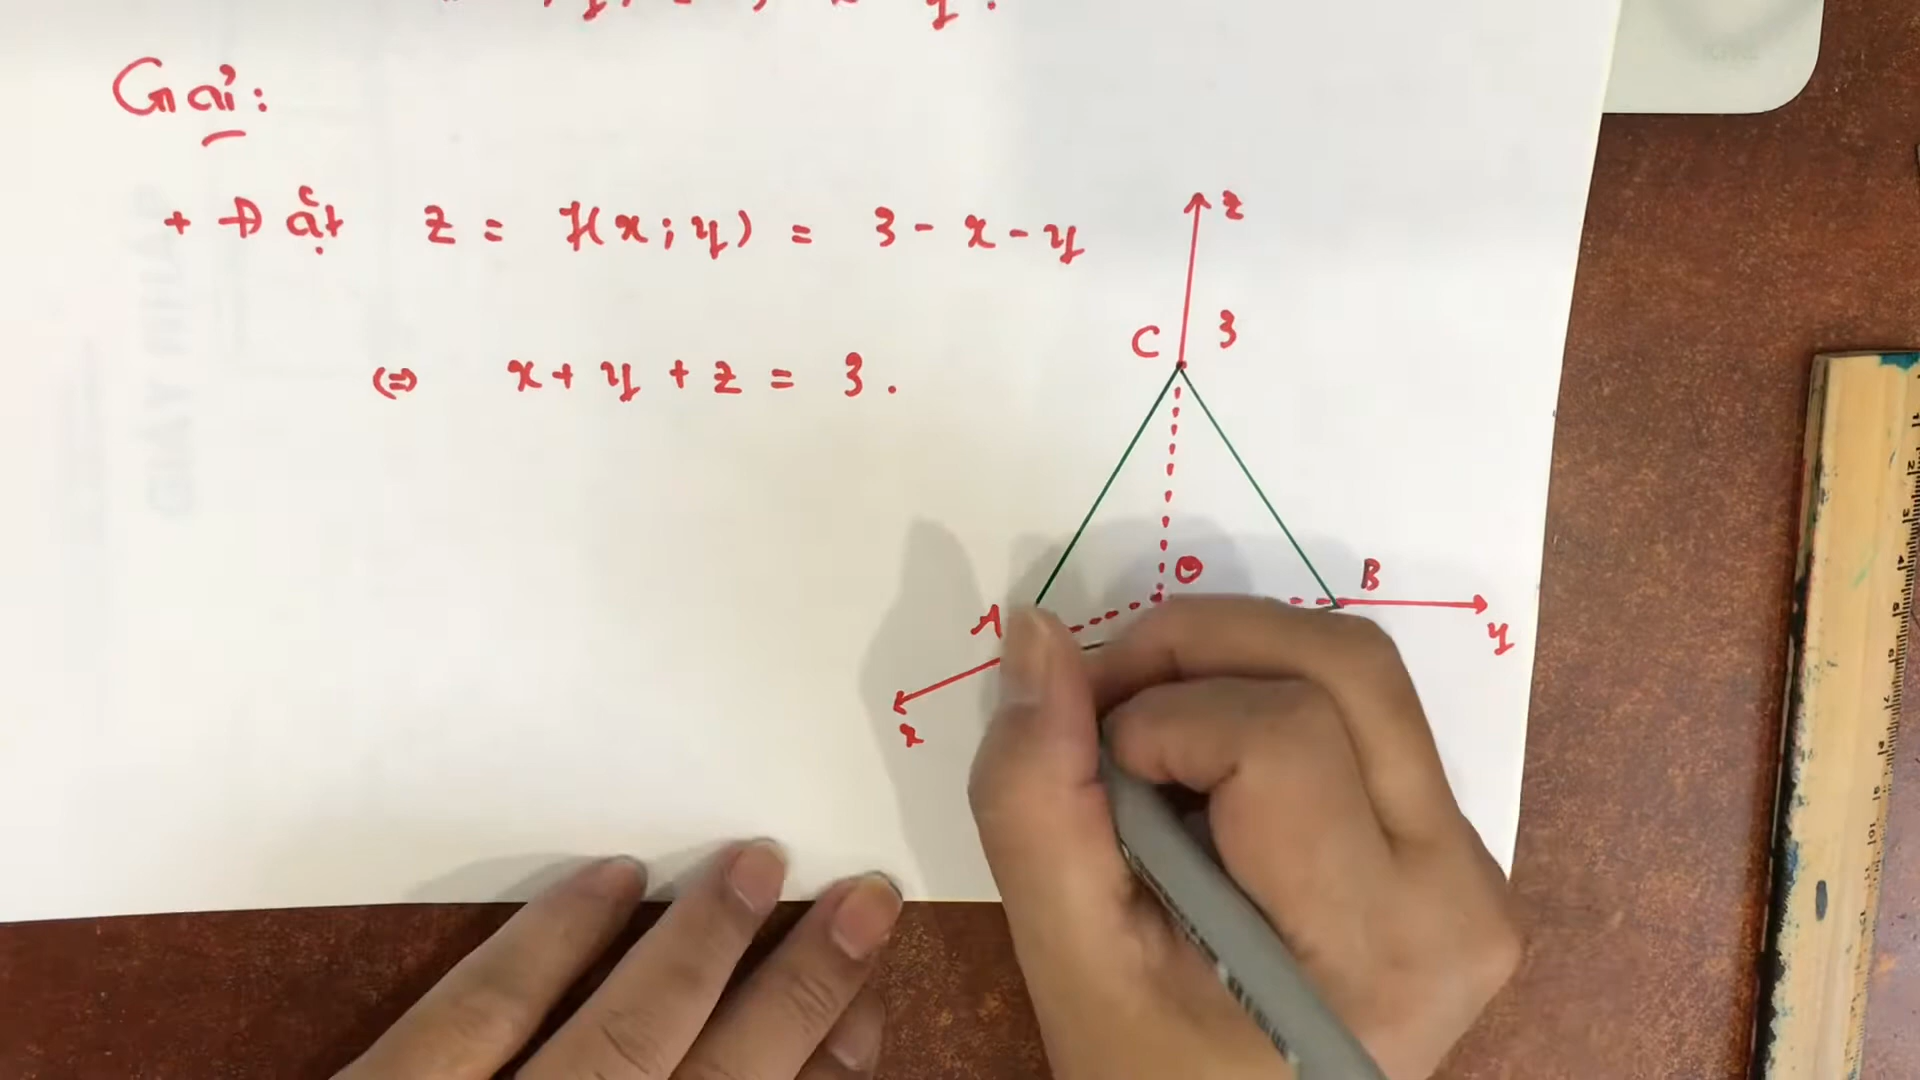 Giải:
+ Đặt z = f(x; y) = 3 - x - y
⇔ x + y + z = 3.
z
C 3
O B
A
y
x